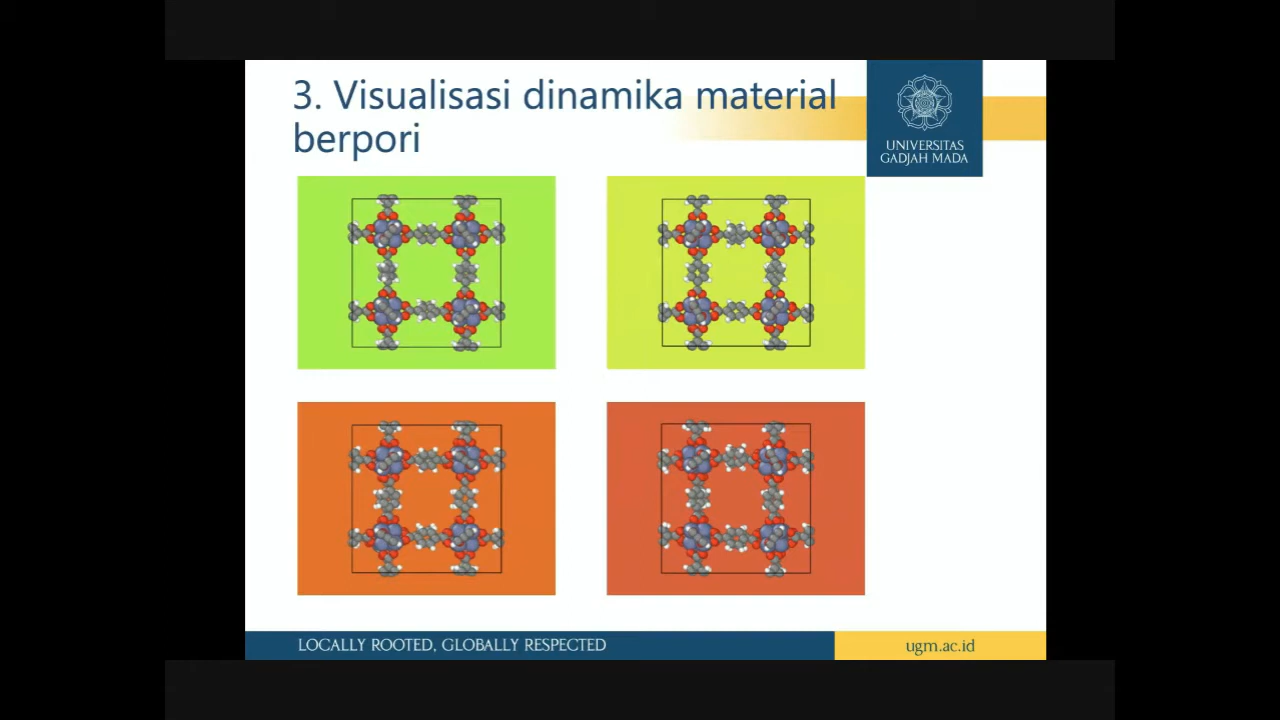 3. Visualisasi dinamika material
berpori
UNIVERSITAS
GADJAH MADA
LOCALLY ROOTED, GLOBALLY RESPECTED
ugm.ac.id